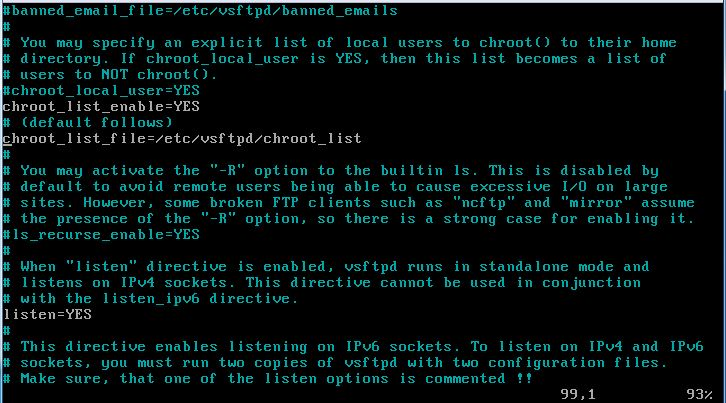 #banned_email_file=/etc/vsftpd/banned_emails
#
# You may specify an explicit list of local users to chroot() to their home
# directory. If chroot_local_user is YES, then this list becomes a list of
# users to NOT chroot().
#chroot_local_user=YES
chroot_list_enable=YES
# (default follows)
chroot_list_file=/etc/vsftpd/chroot_list
#
# You may activate the "-R" option to the builtin ls. This is disabled by
# default to avoid remote users being able to cause excessive I/O on large
# sites. However, some broken FTP clients such as "ncftp" and "mirror" assume
# the presence of the "-R" option, so there is a strong case for enabling it.
#ls_recurse_enable=YES
#
# When "listen" directive is enabled, vsftpd runs in standalone mode and
# listens on IPv4 sockets. This directive cannot be used in conjunction
# with the listen_ipv6 directive.
listen=YES
#
# This directive enables listening on IPv6 sockets. To listen on IPv4 and IPv6
# sockets, you must run two copies of vsftpd with two configuration files.
# Make sure, that one of the listen options is commented !!
99,1 93%